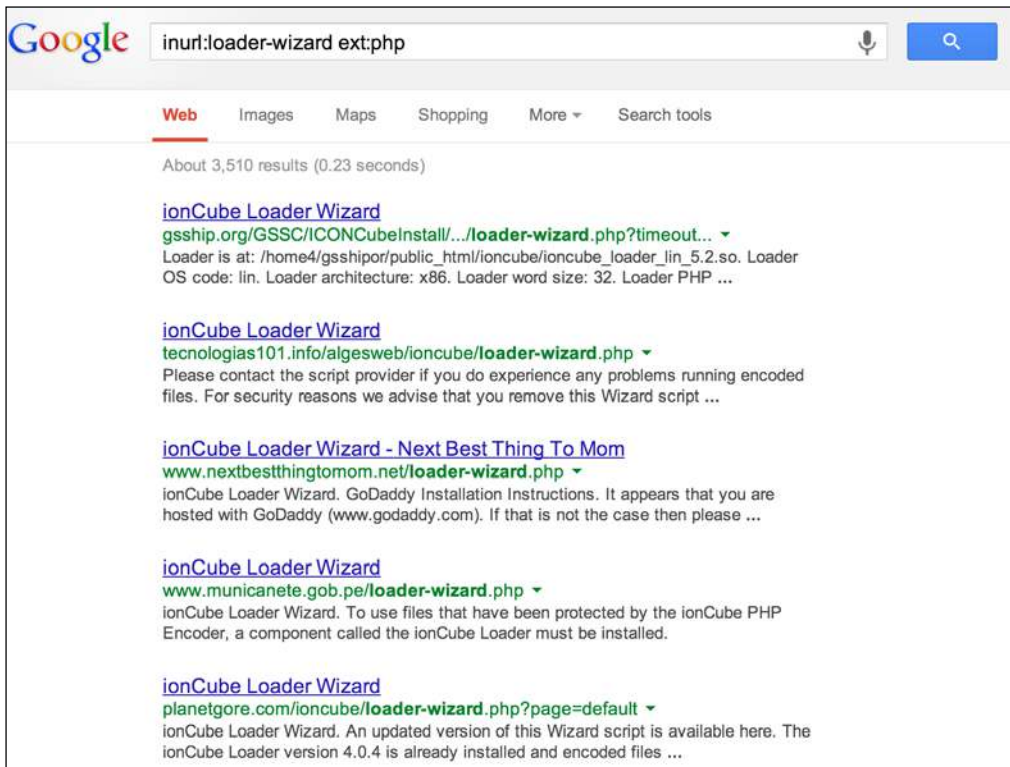 Google inurl:loader-wizard ext:php
Web Images Maps Shopping More Search tools
About 3,510 results (0.23 seconds)
ionCube Loader Wizard
gsship.org/GSSC/ICONCubeInstall/.../loader-wizard.php?timeout...
Loader is at: /home4/gsshipor/public_html/ioncube/ioncube_loader_lin_5.2.so. Loader
OS code: lin. Loader architecture: x86. Loader word size: 32. Loader PHP ...
ionCube Loader Wizard
tecnologias101.info/algesweb/ioncube/loader-wizard.php
Please contact the script provider if you do experience any problems running encoded
files. For security reasons we advise that you remove this Wizard script ...
ionCube Loader Wizard - Next Best Thing To Mom
www.nextbestthingtomom.net/loader-wizard.php
ionCube Loader Wizard. GoDaddy Installation Instructions. It appears that you are
hosted with GoDaddy (www.godaddy.com). If that is not the case then please ...
ionCube Loader Wizard
www.municanete.gob.pe/loader-wizard.php
ionCube Loader Wizard. To use files that have been protected by the ionCube PHP
Encoder, a component called the ionCube Loader must be installed.
ionCube Loader Wizard
planetgore.com/ioncube/loader-wizard.php?page=default
ionCube Loader Wizard. An updated version of this Wizard script is available here. The
ionCube Loader version 4.0.4 is already installed and encoded files ...